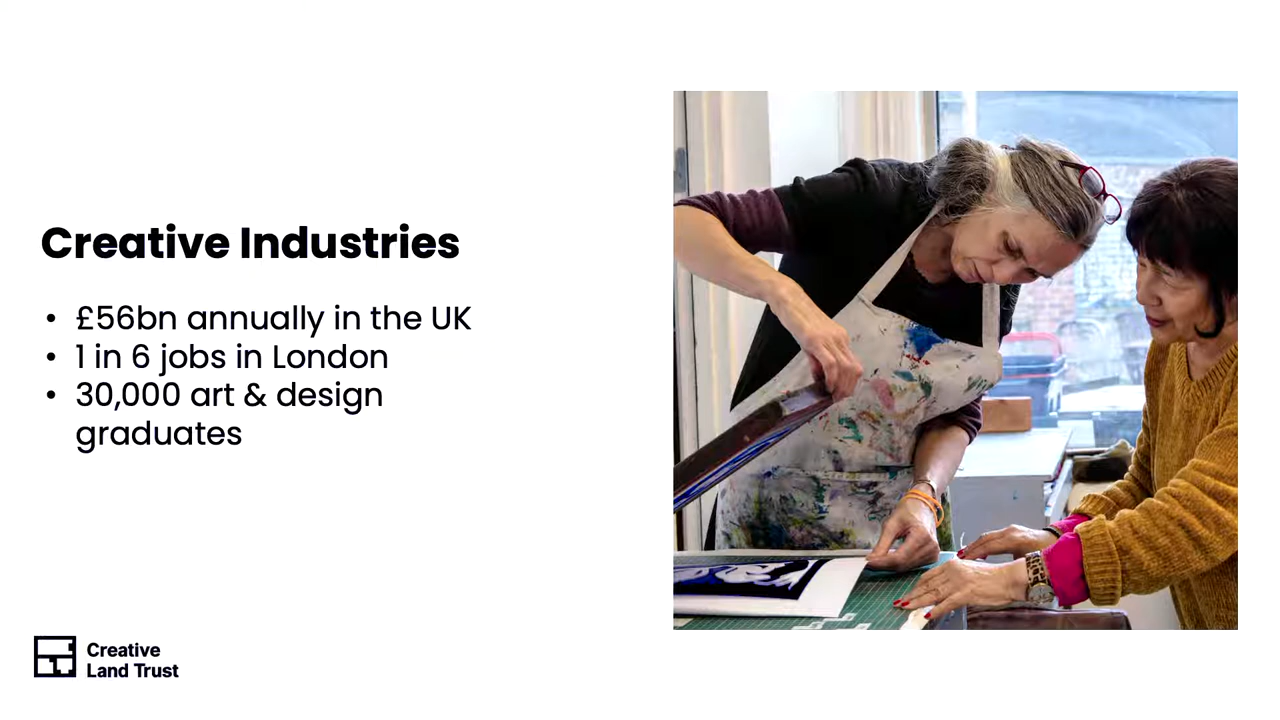 Creative Industries
• £56bn annually in the UK
• 1 in 6 jobs in London
• 30,000 art & design
graduates
Creative
Land Trust